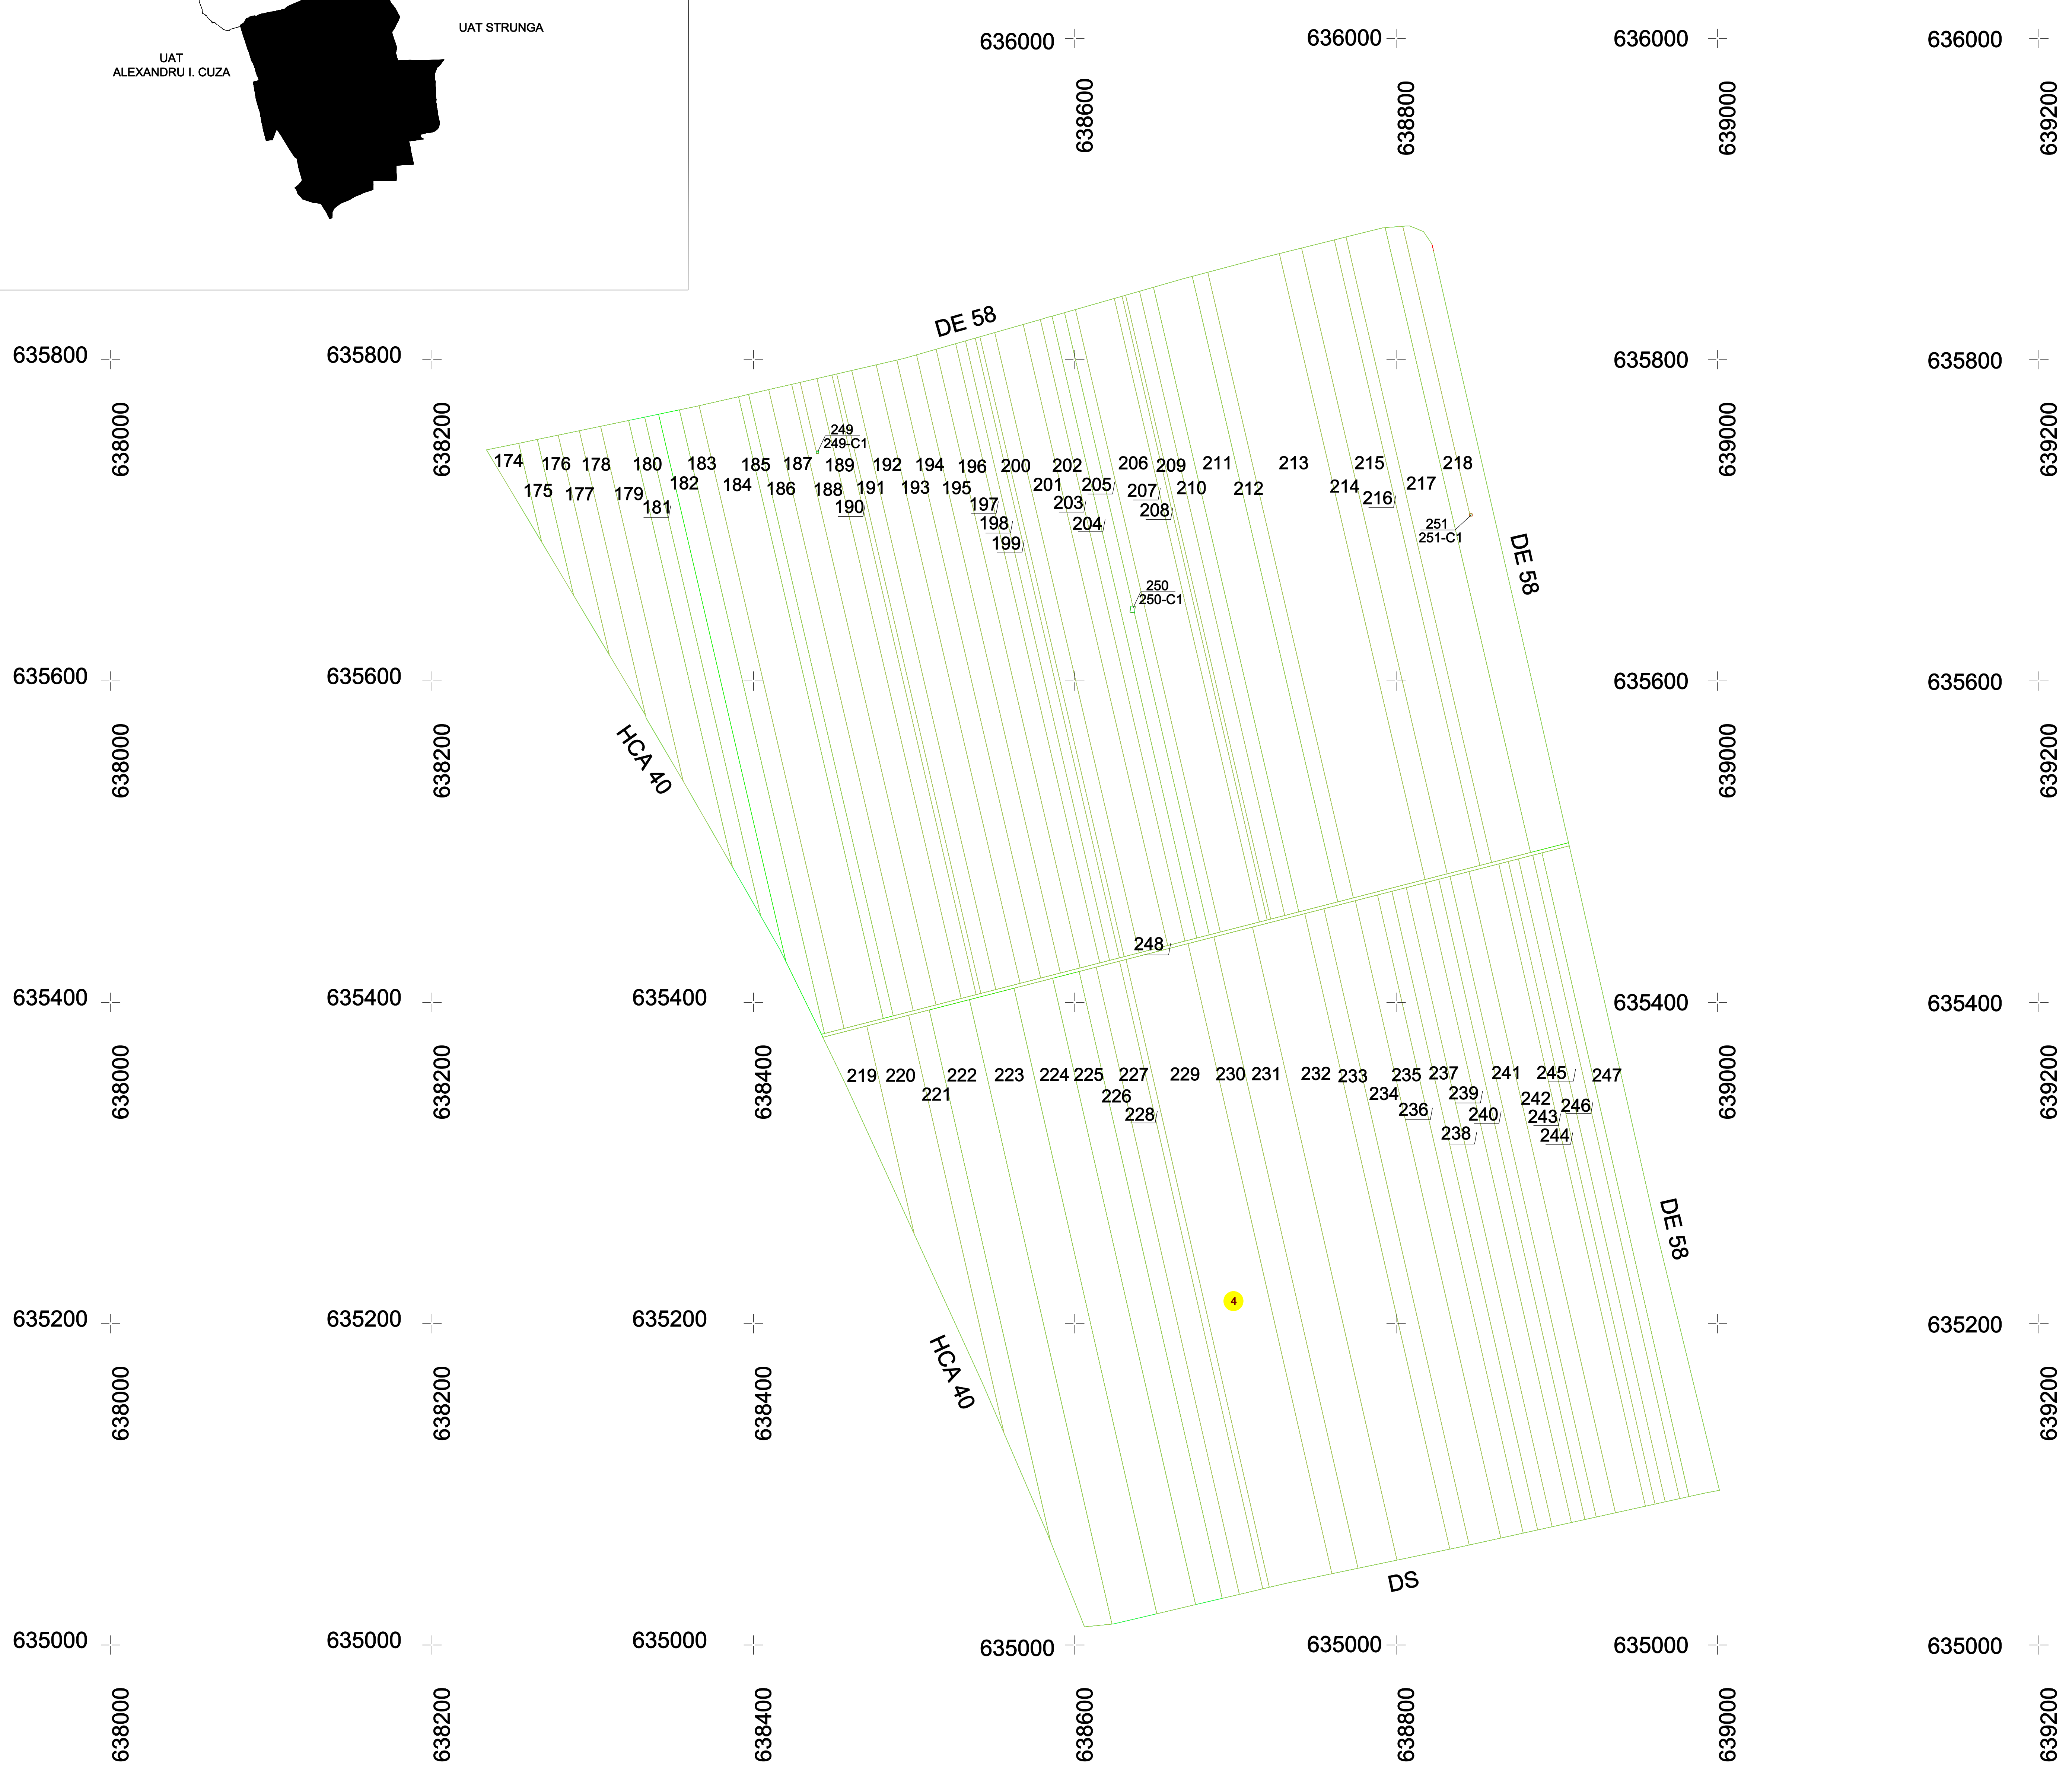 UAT STRUNGA
UAT
ALEXANDRU I. CUZA
636000 636000 636000 636000
638600 638800 639000 639200
DE 58
635800 635800 635800 635800
638000 638200 639000 639200
249
249-C1
174 176 178 180 183 185 187 189 192 194 196 200 202 206 209 211 213 215 218
175 177 179 182 184 186 188 191 193 195 201 205 207 210 212 214 217
181 190 197 203 208 216
198 204 251
199 251-C1
DE 58
250
250-C1
635600 635600 635600 635600
HCA 40
638000 638200 639000 639200
248
635400 635400 635400 635400 635400
638000 638200 638400 639000 639200
219 220 222 223 224 225 227 229 230 231 232 233 235 237 241 245 247
221 226 234 239 242 246
228 236 240 243
238 244
DE 58
4
635200 635200 635200 635200
HCA 40
638000 638200 638400 639200
DS
635000 635000 635000 635000 635000 635000 635000
638000 638200 638400 638600 638800 639000 639200